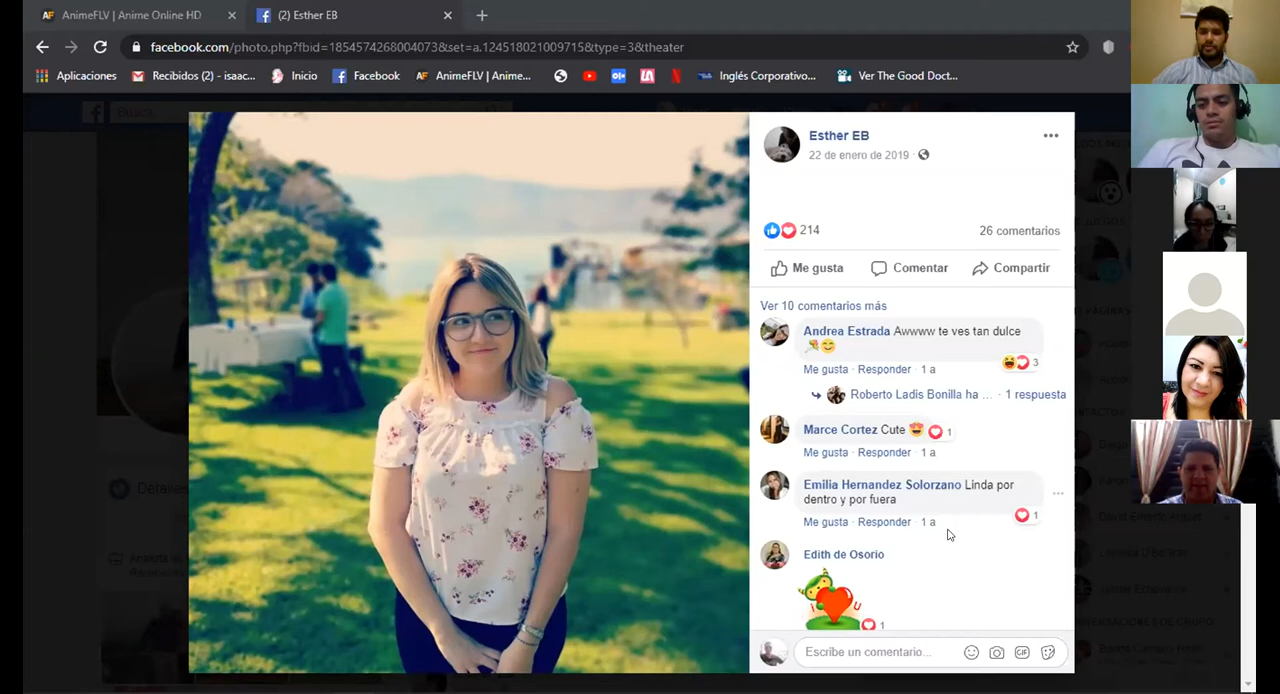 AnimeFLV | Anime Online HD
(2) Esther EB
facebook.com/photo.php?fbid=1854574268004073&set=a.124518021009715&type=3&theater
Aplicaciones
Recibidos (2) - isaac...
Inicio
Facebook
AnimeFLV | Anime...
Inglés Corporativo...
Ver The Good Doct...
Esther EB
22 de enero de 2019
214
26 comentarios
Me gusta
Comentar
Compartir
Ver 10 comentarios más
Andrea Estrada Awwww te ves tan dulce
3
Me gusta · Responder · 1 a
Roberto Ladis Bonilla ha ... · 1 respuesta
Marce Cortez Cute
1
Me gusta · Responder · 1 a
Emilia Hernandez Solorzano Linda por
dentro y por fuera
1
Me gusta · Responder · 1 a
Edith de Osorio
I U
1
Escribe un comentario...
GIF
Detalles